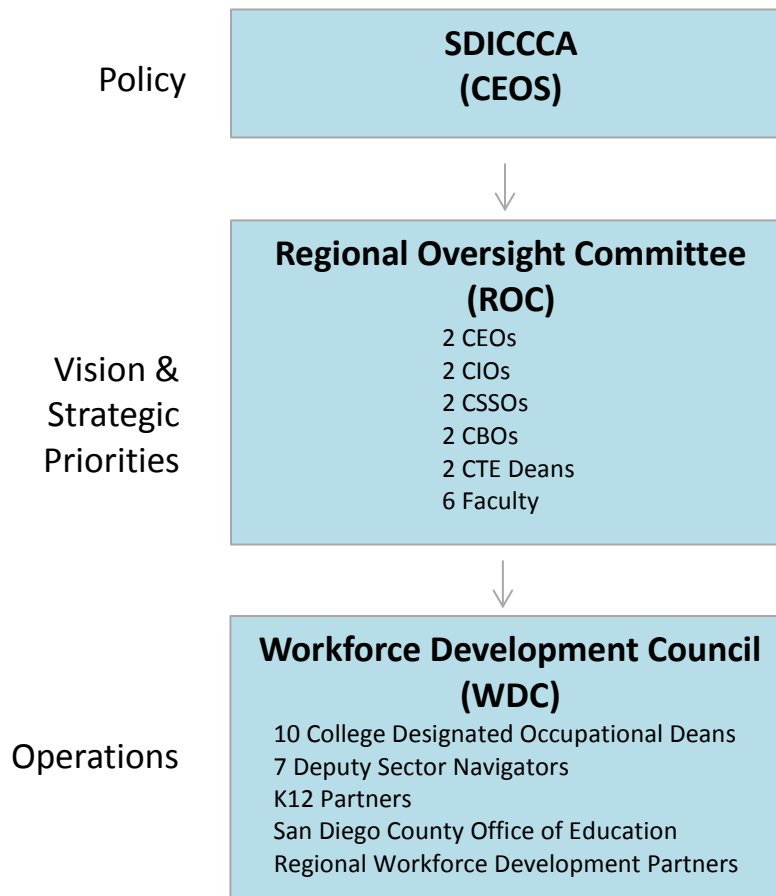 Policy
SDICCCA
(CEOS)
Vision &
Strategic
Priorities
Regional Oversight Committee
(ROC)
2 CEOs
2 CIOs
2 CSSOs
2 CBOs
2 CTE Deans
6 Faculty
Operations
Workforce Development Council
(WDC)
10 College Designated Occupational Deans
7 Deputy Sector Navigators
K12 Partners
San Diego County Office of Education
Regional Workforce Development Partners